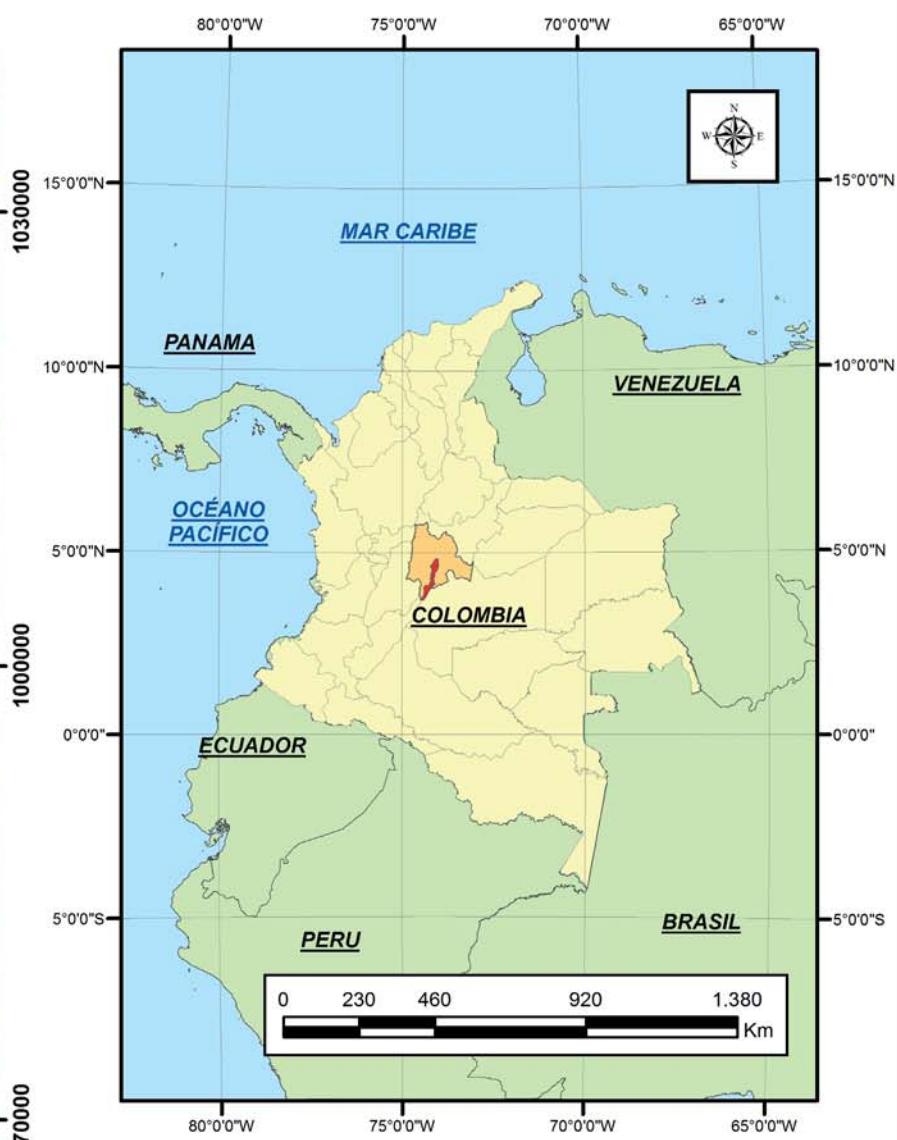 80°0'0"W 75°0'0"W 70°0'0"W 65°0'0"W
N
W E
S
15°0'0"N 15°0'0"N
1030000
MAR CARIBE
PANAMA
10°0'0"N 10°0'0"N
VENEZUELA
OCÉANO
PACÍFICO
5°0'0"N 5°0'0"N
COLOMBIA
1000000
0°0'0" 0°0'0"
ECUADOR
5°0'0"S 5°0'0"S
BRASIL
PERU
0 230 460 920 1.380
Km
70000
80°0'0"W 75°0'0"W 70°0'0"W 65°0'0"W